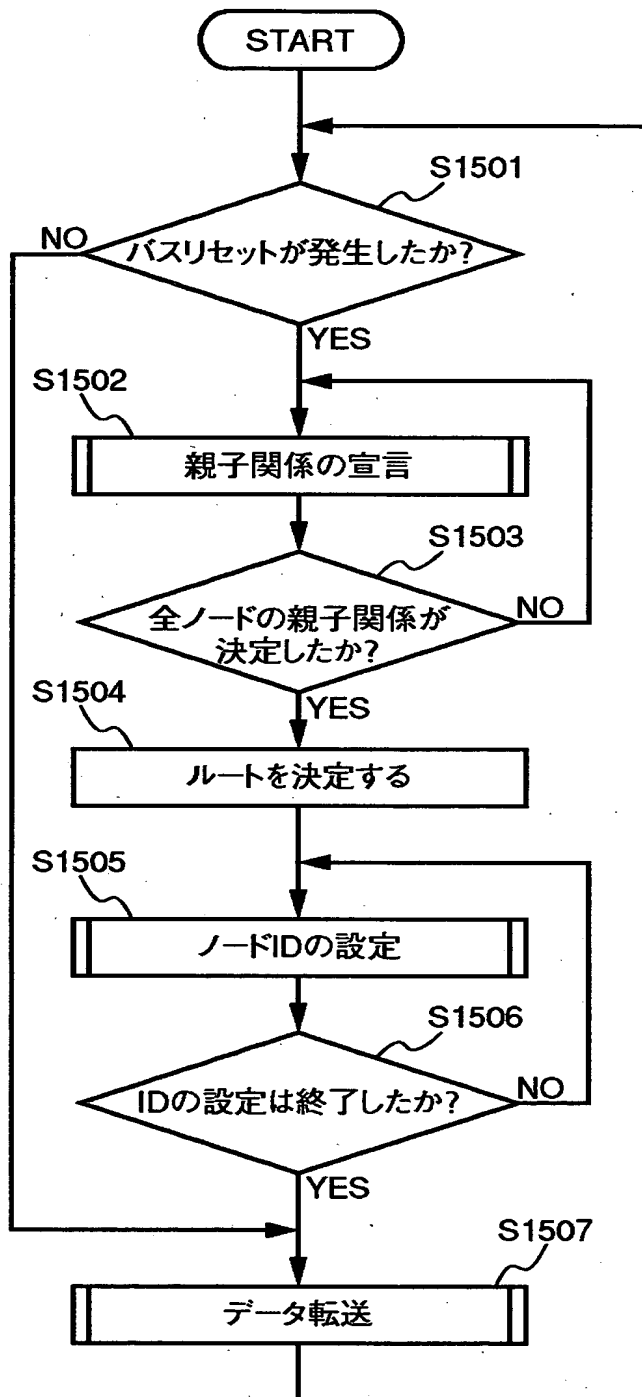 START
S1501
バスリセットが発生したか?
NO
YES
S1502
親子関係の宣言
S1503
全ノードの親子関係が
決定したか?
NO
YES
S1504
ルートを決定する
S1505
ノードIDの設定
S1506
IDの設定は終了したか?
NO
YES
S1507
データ転送